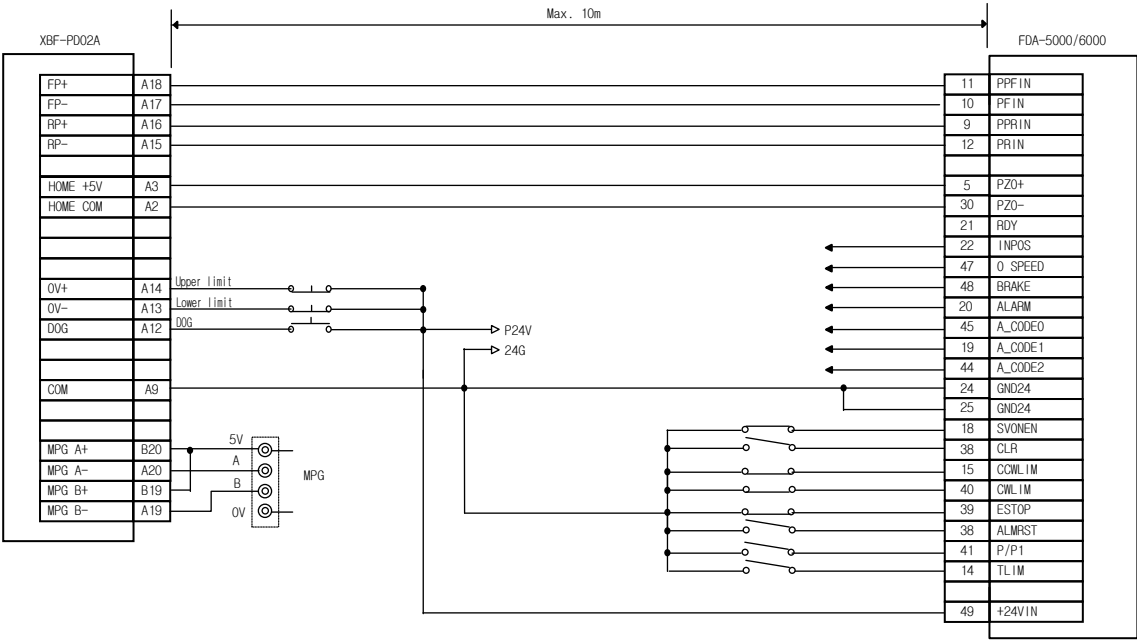 Max. 10m
XBF-PD02A
FDA-5000/6000
FP+ A18 11 PPFIN
FP- A17 10 PFIN
RP+ A16 9 PPRIN
RP- A15 12 PRIN
HOME +5V A3 5 PZO+
HOME COM A2 30 PZO-
21 RDY
22 INPOS
47 0 SPEED
OV+ A14 Upper limit 48 BRAKE
OV- A13 Lower limit 20 ALARM
DOG A12 DOG P24V 45 A_CODE0
24G 19 A_CODE1
44 A_CODE2
COM A9 24 GND24
25 GND24
18 SVONEN
MPG A+ B20 5V 38 CLR
MPG A- A20 A MPG 15 CCWLIM
MPG B+ B19 B 40 CWLIM
MPG B- A19 0V 39 ESTOP
38 ALMRST
41 P/P1
14 TLIM
49 +24VIN